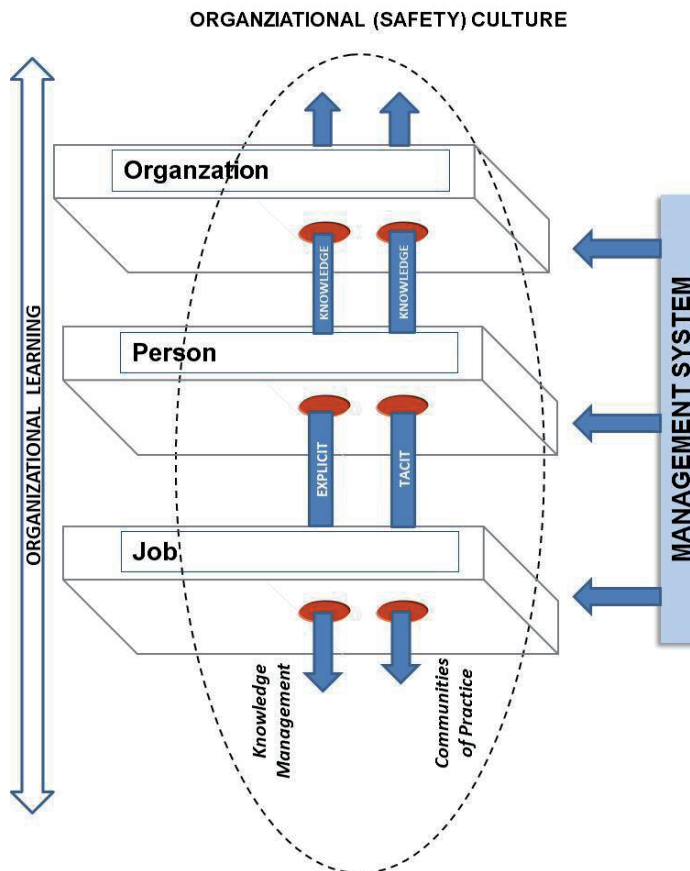 ORGANZIATIONAL (SAFETY) CULTURE
Organzation
KNOWLEDGE
KNOWLEDGE
Person
EXPLICIT
TACIT
Job
Knowledge
Management
Communities
of Practice
ORGANIZATIONAL LEARNING
MANAGEMENT SYSTEM